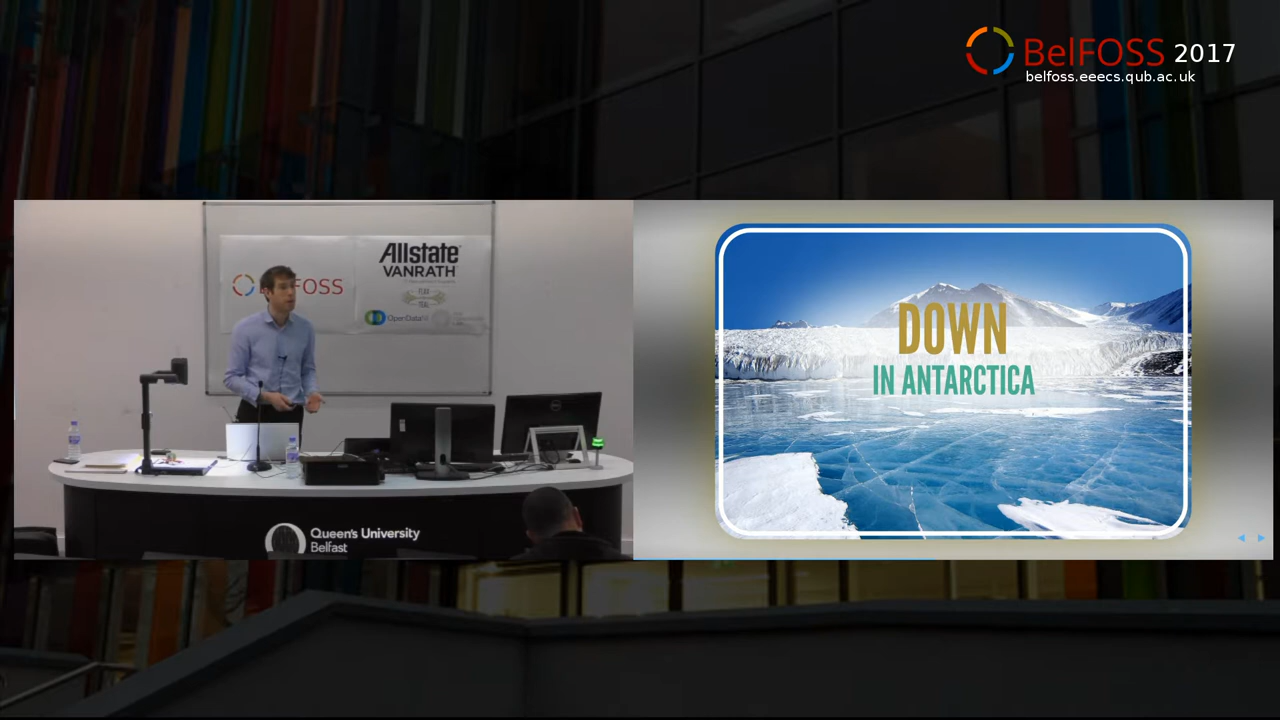 BelFOSS 2017
belfoss.eeecs.qub.ac.uk
Allstate
VANRATH
FOSS
OpenDataNI
DOWN
IN ANTARCTICA
Queen's University
Belfast